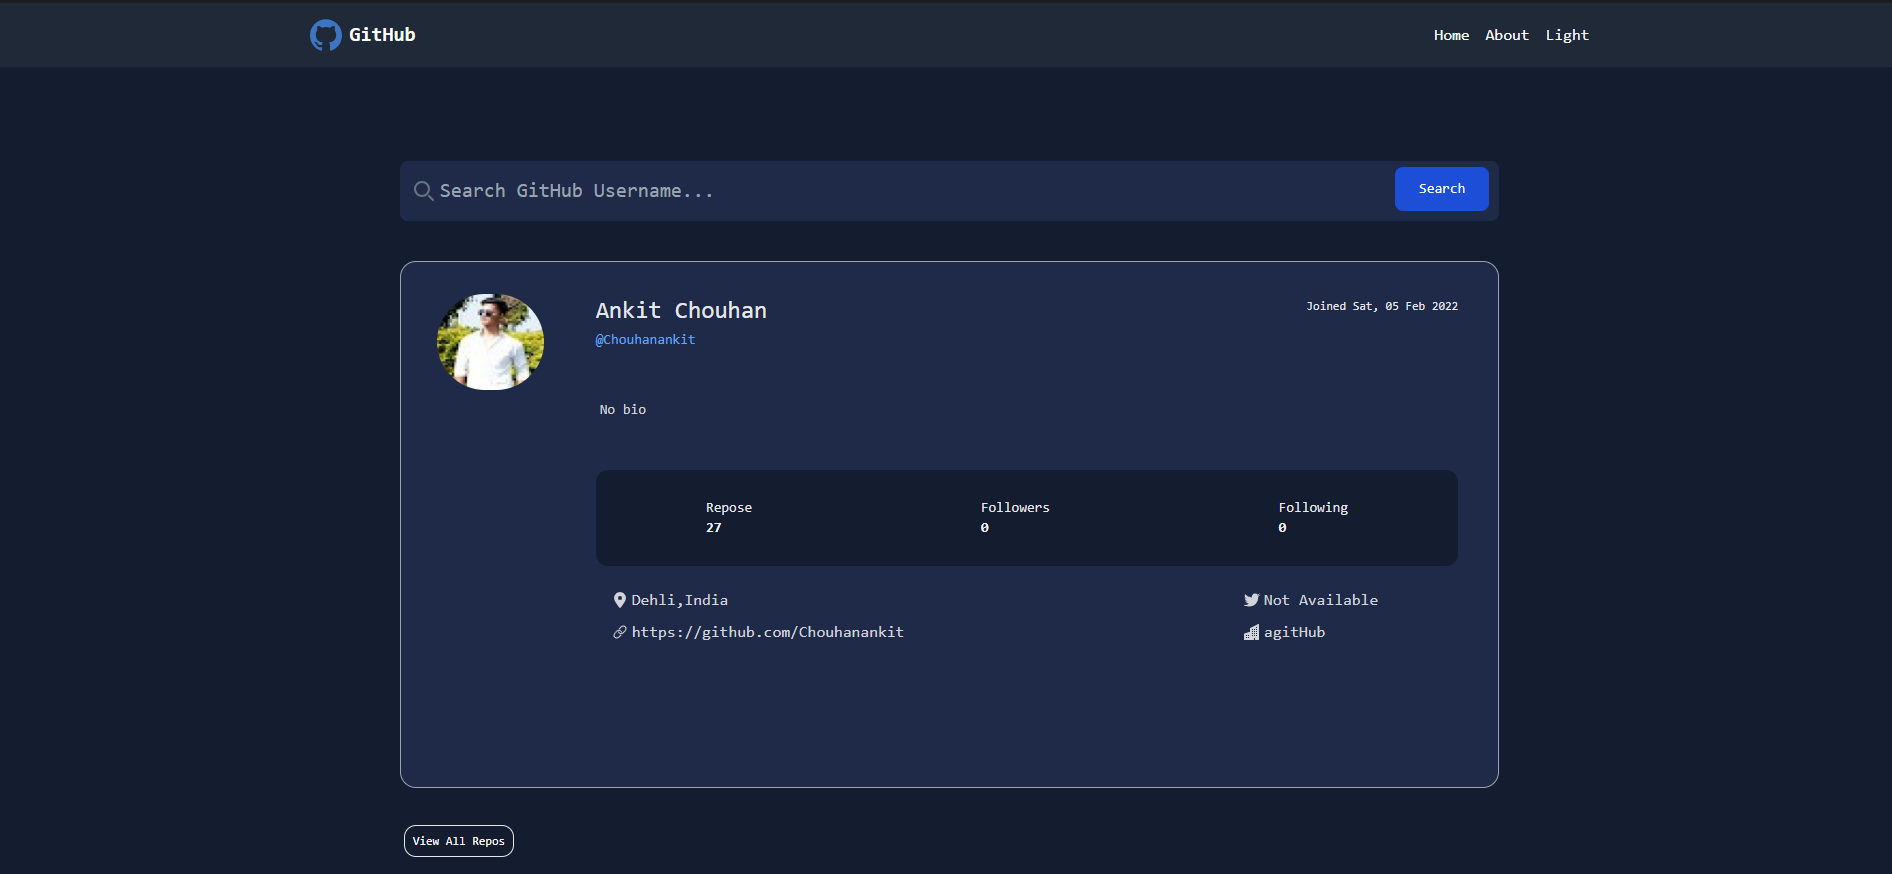 GitHub
Home About Light
Search GitHub Username...
Search
Ankit Chouhan
Joined Sat, 05 Feb 2022
@Chouhanankit
No bio
Repose Followers Following
27 0 0
Dehli,India Not Available
https://github.com/Chouhanankit agitHub
View All Repos